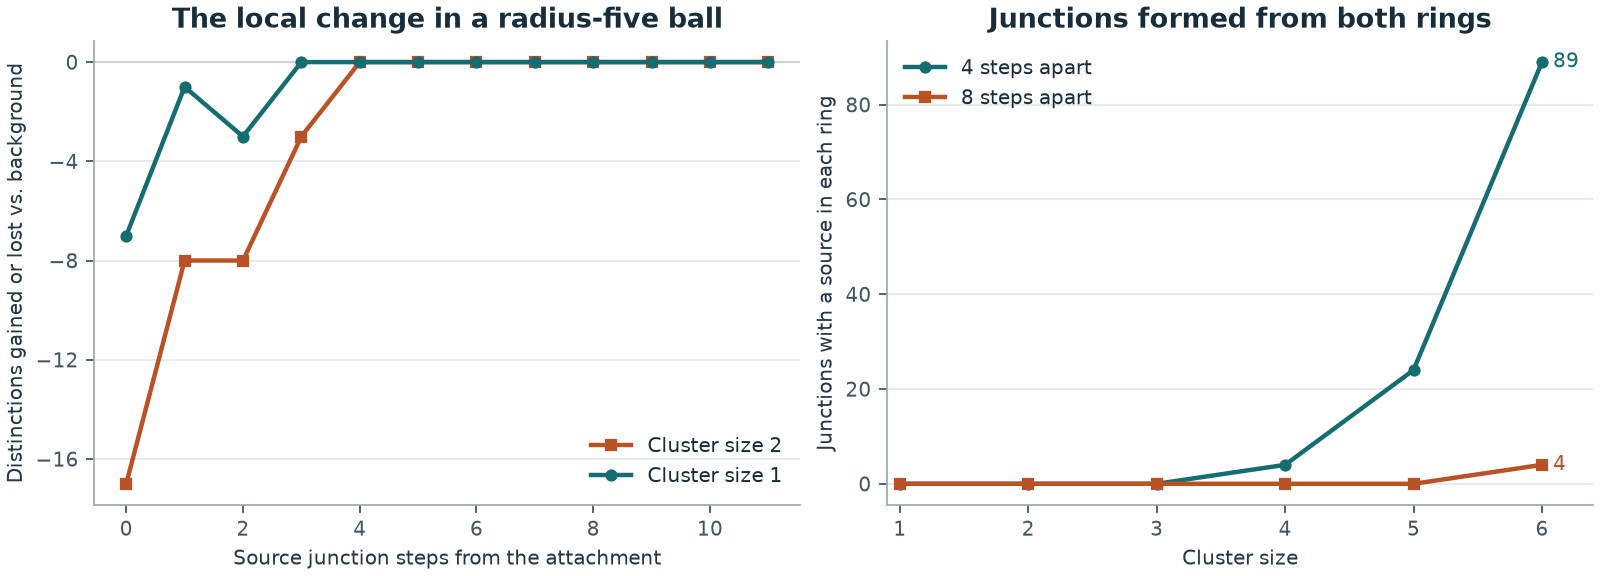 The local change in a radius-five ball
Distinctions gained or lost vs. background
0
−4
−8
−12
−16
Cluster size 2
Cluster size 1
0 2 4 6 8 10
Source junction steps from the attachment
Junctions formed from both rings
Junctions with a source in each ring
4 steps apart
8 steps apart
89
80
60
40
20
0
4
1 2 3 4 5 6
Cluster size